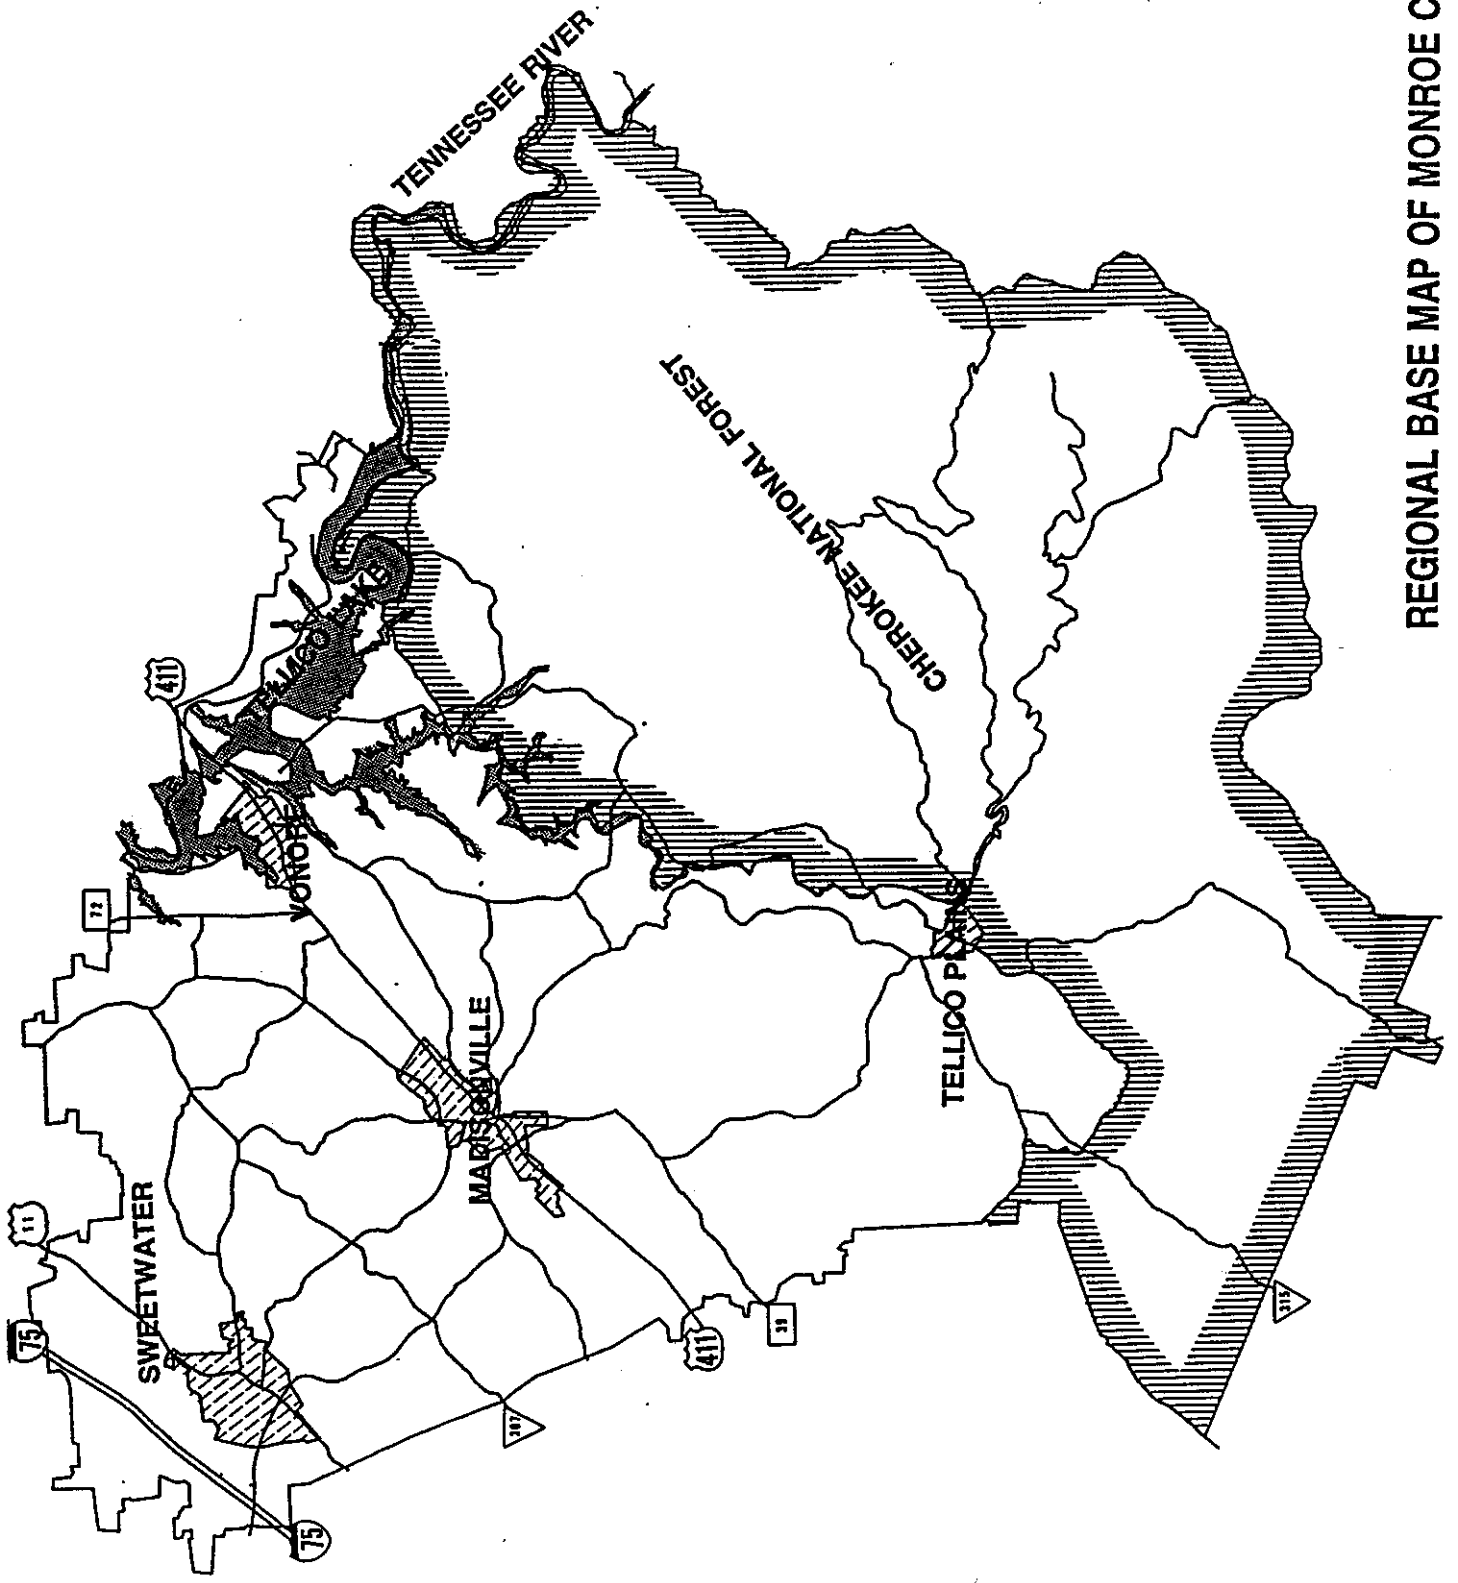 75
11
SWEETWATER
72
411
TELLICO LAKE
TENNESSEE RIVER
VONORE
MADISONVILLE
75
307
411
39
TELLICO PLAINS
CHEROKEE NATIONAL FOREST
315
REGIONAL BASE MAP OF MONROE C